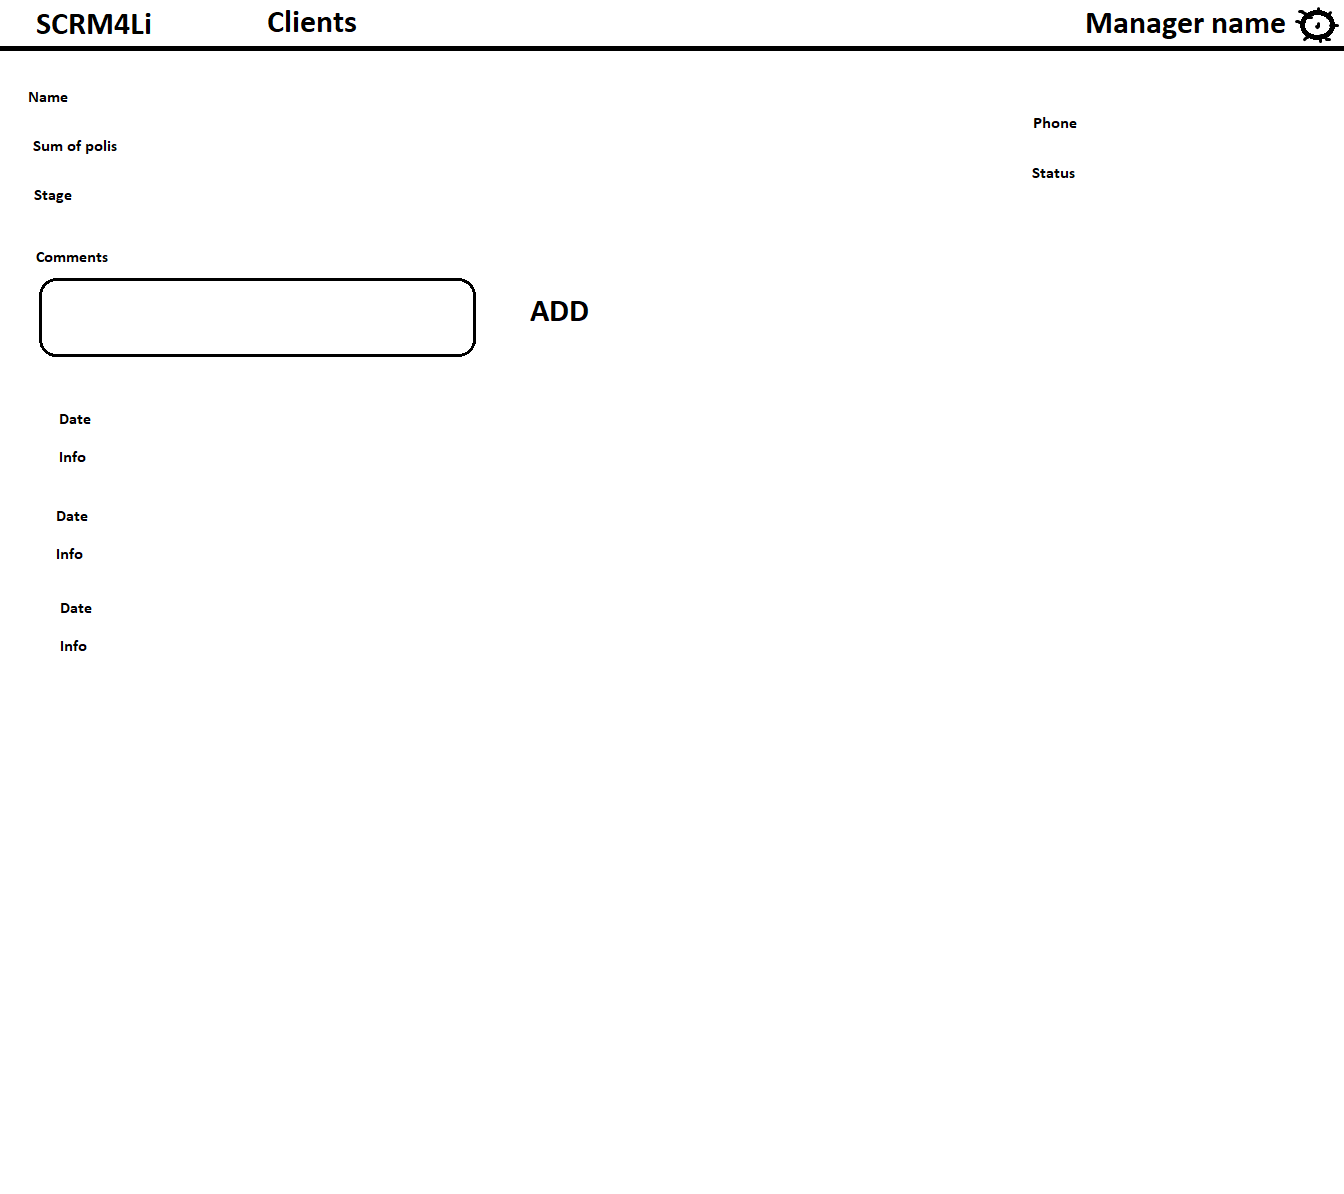 SCRM4Li Clients Manager name
Name
Phone
Sum of polis
Status
Stage
Comments
ADD
Date
Info
Date
Info
Date
Info